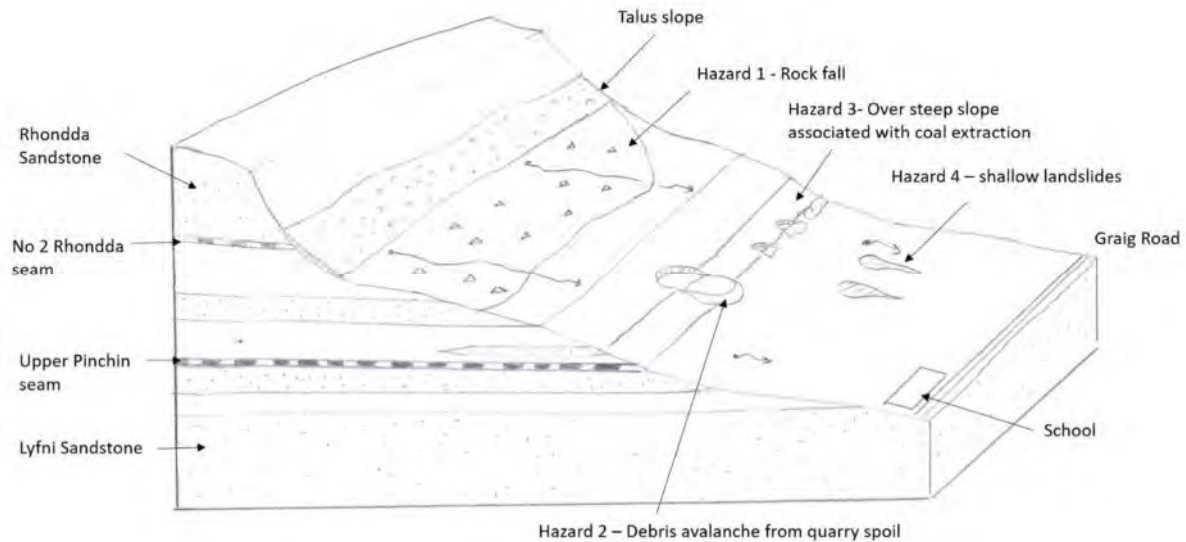 Talus slope
Hazard 1 - Rock fall
Hazard 3- Over steep slope
associated with coal extraction
Rhondda
Sandstone
Hazard 4 – shallow landslides
No 2 Rhondda
seam
Graig Road
Upper Pinchin
seam
Lyfni Sandstone
School
Hazard 2 – Debris avalanche from quarry spoil